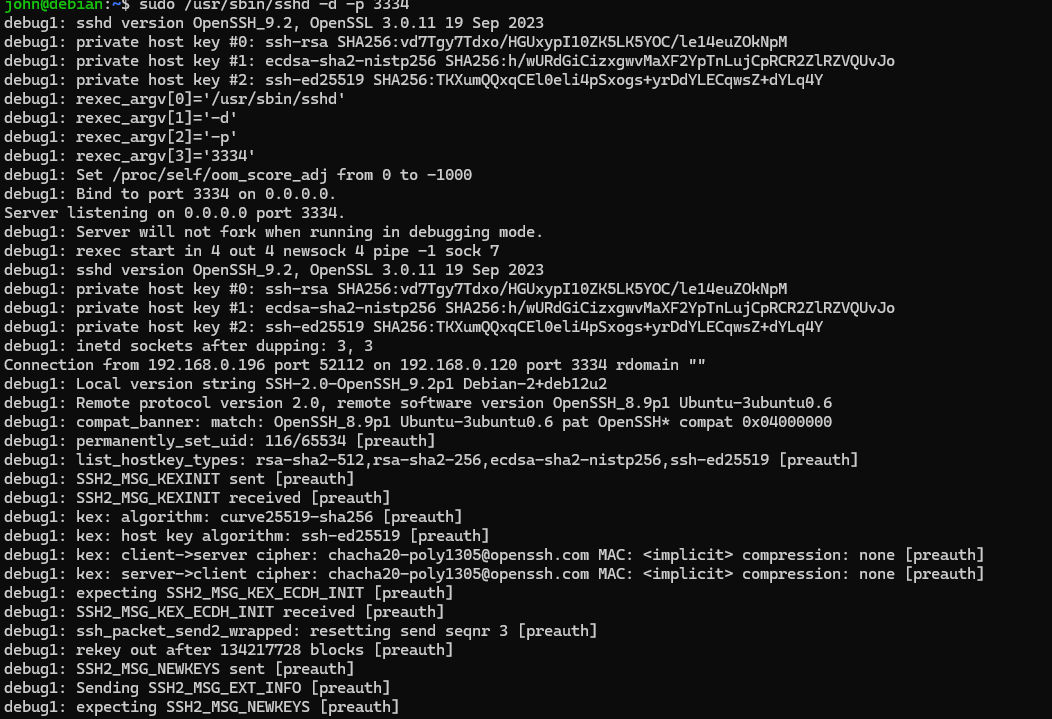 john@debian:~$ sudo /usr/sbin/sshd -d -p 3334
debug1: sshd version OpenSSH_9.2, OpenSSL 3.0.11 19 Sep 2023
debug1: private host key #0: ssh-rsa SHA256:vd7Tgy7Tdxo/HGUxypI10ZK5LK5YOC/le14euZOkNpM
debug1: private host key #1: ecdsa-sha2-nistp256 SHA256:h/wURdGiCizxgwvMaXF2YpTnLujCpRCR2ZlRZVQUvJo
debug1: private host key #2: ssh-ed25519 SHA256:TKXumQQxqCEl0eli4pSxogs+yrDdYLECqwsZ+dYLq4Y
debug1: rexec_argv[0]='/usr/sbin/sshd'
debug1: rexec_argv[1]='-d'
debug1: rexec_argv[2]='-p'
debug1: rexec_argv[3]='3334'
debug1: Set /proc/self/oom_score_adj from 0 to -1000
debug1: Bind to port 3334 on 0.0.0.0.
Server listening on 0.0.0.0 port 3334.
debug1: Server will not fork when running in debugging mode.
debug1: rexec start in 4 out 4 newsock 4 pipe -1 sock 7
debug1: sshd version OpenSSH_9.2, OpenSSL 3.0.11 19 Sep 2023
debug1: private host key #0: ssh-rsa SHA256:vd7Tgy7Tdxo/HGUxypI10ZK5LK5YOC/le14euZOkNpM
debug1: private host key #1: ecdsa-sha2-nistp256 SHA256:h/wURdGiCizxgwvMaXF2YpTnLujCpRCR2ZlRZVQUvJo
debug1: private host key #2: ssh-ed25519 SHA256:TKXumQQxqCEl0eli4pSxogs+yrDdYLECqwsZ+dYLq4Y
debug1: inetd sockets after dupping: 3, 3
Connection from 192.168.0.196 port 52112 on 192.168.0.120 port 3334 rdomain ""
debug1: Local version string SSH-2.0-OpenSSH_9.2p1 Debian-2+deb12u2
debug1: Remote protocol version 2.0, remote software version OpenSSH_8.9p1 Ubuntu-3ubuntu0.6
debug1: compat_banner: match: OpenSSH_8.9p1 Ubuntu-3ubuntu0.6 pat OpenSSH* compat 0x04000000
debug1: permanently_set_uid: 116/65534 [preauth]
debug1: list_hostkey_types: rsa-sha2-512,rsa-sha2-256,ecdsa-sha2-nistp256,ssh-ed25519 [preauth]
debug1: SSH2_MSG_KEXINIT sent [preauth]
debug1: SSH2_MSG_KEXINIT received [preauth]
debug1: kex: algorithm: curve25519-sha256 [preauth]
debug1: kex: host key algorithm: ssh-ed25519 [preauth]
debug1: kex: client->server cipher: chacha20-poly1305@openssh.com MAC: <implicit> compression: none [preauth]
debug1: kex: server->client cipher: chacha20-poly1305@openssh.com MAC: <implicit> compression: none [preauth]
debug1: expecting SSH2_MSG_KEX_ECDH_INIT [preauth]
debug1: SSH2_MSG_KEX_ECDH_INIT received [preauth]
debug1: ssh_packet_send2_wrapped: resetting send seqnr 3 [preauth]
debug1: rekey out after 134217728 blocks [preauth]
debug1: SSH2_MSG_NEWKEYS sent [preauth]
debug1: Sending SSH2_MSG_EXT_INFO [preauth]
debug1: expecting SSH2_MSG_NEWKEYS [preauth]